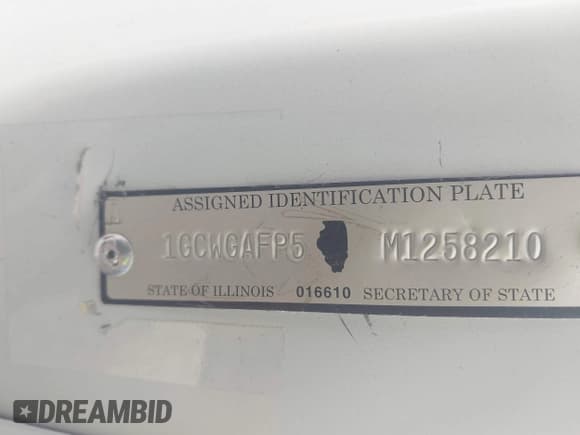 ASSIGNED IDENTIFICATION PLATE
1GCWGAFP5 M1258210
STATE OF ILLINOIS 016610 SECRETARY OF STATE
DREAMBID